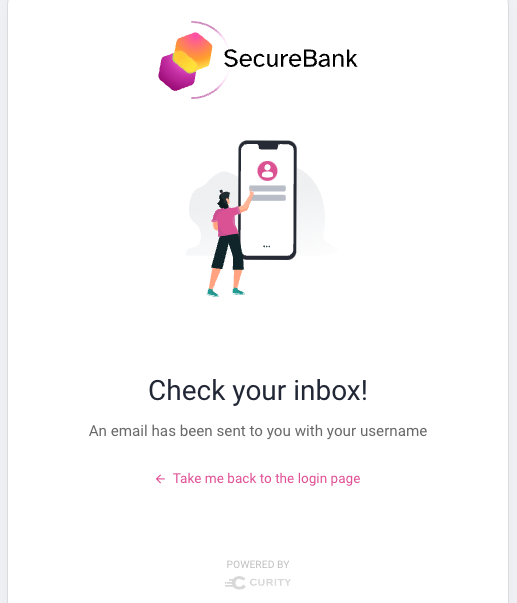 SecureBank
Check your inbox!
An email has been sent to you with your username
← Take me back to the login page
POWERED BY
CURITY